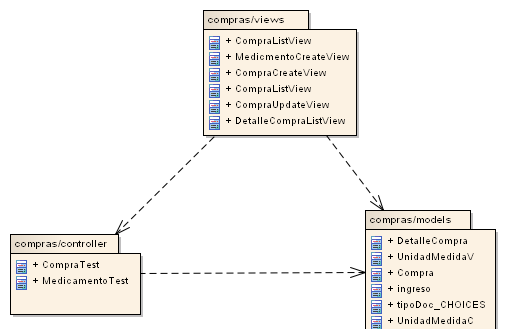 compras/views
+ CompraListView
+ MedicmentoCreateView
+ CompraCreateView
+ CompraListView
+ CompraUpdateView
+ DetalleCompraListView
compras/controller
+ CompraTest
+ MedicamentoTest
compras/models
+ DetalleCompra
+ UnidadMedidaV
+ Compra
+ ingreso
+ tipoDoc_CHOICES
+ UnidadMedidaC